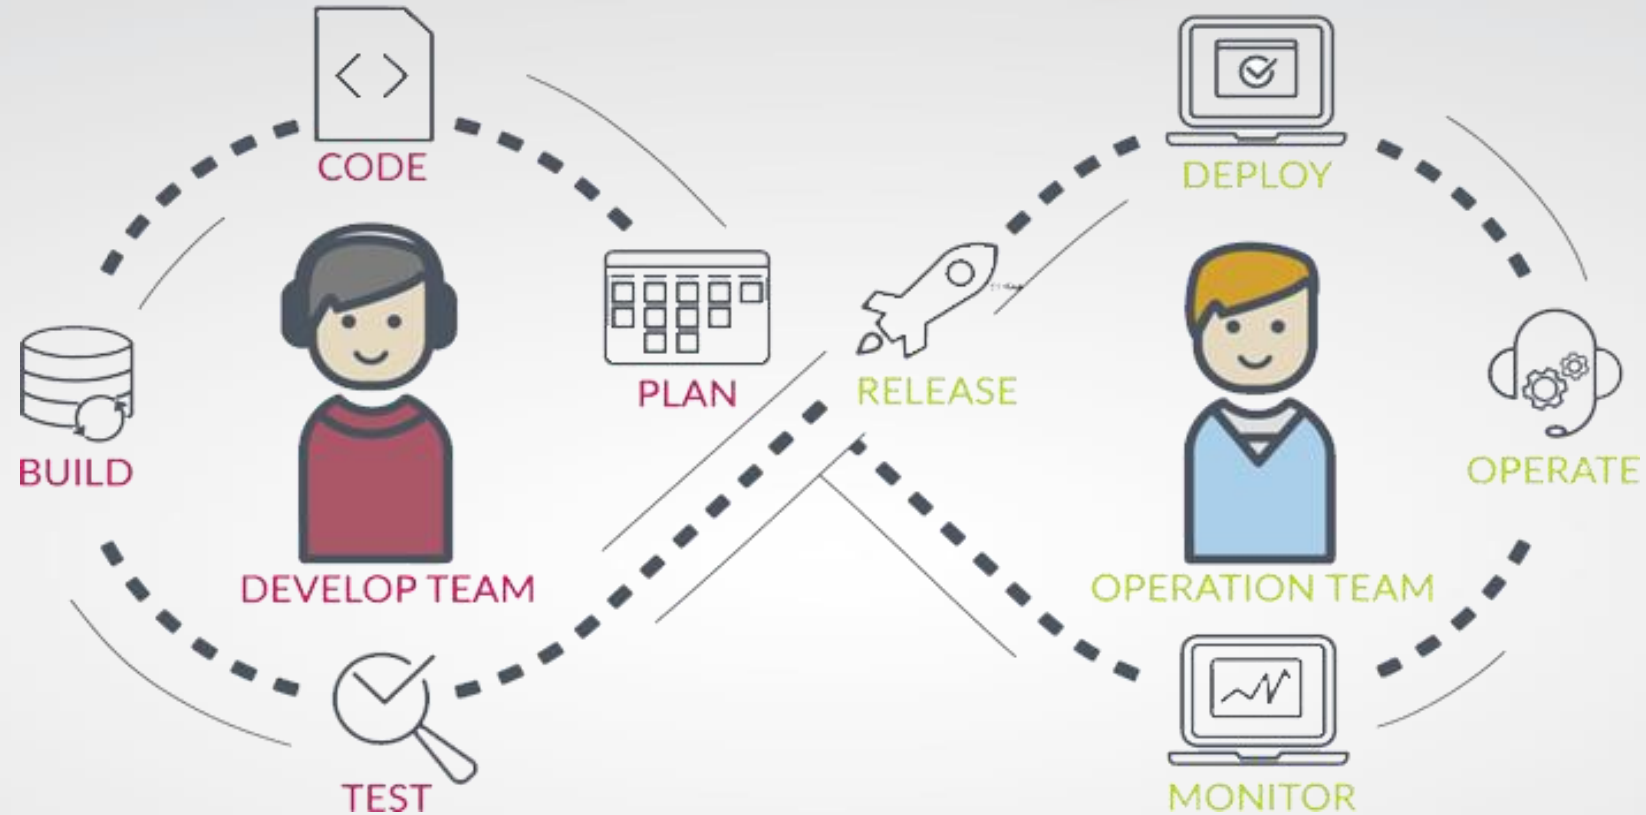 CODE
DEPLOY
PLAN
RELEASE
BUILD
OPERATE
DEVELOP TEAM
OPERATION TEAM
TEST
MONITOR